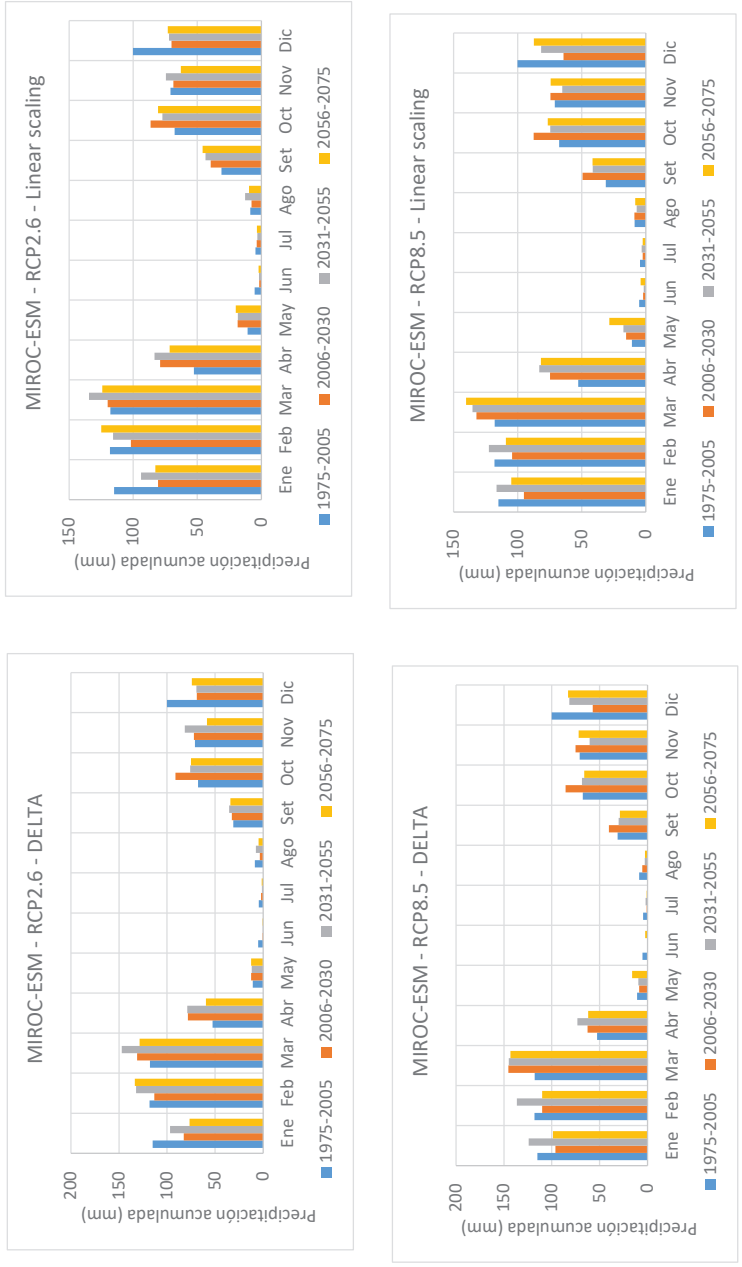 MIROC-ESM - RCP2.6 - DELTA
Precipitación acumulada (mm)
200
150
100
50
0
Ene Feb Mar Abr May Jun Jul Ago Set Oct Nov Dic
1975-2005 2006-2030 2031-2055 2056-2075
MIROC-ESM - RCP2.6 - Linear scaling
Precipitación acumulada (mm)
150
100
50
0
Ene Feb Mar Abr May Jun Jul Ago Set Oct Nov Dic
1975-2005 2006-2030 2031-2055 2056-2075
MIROC-ESM - RCP8.5 - DELTA
Precipitación acumulada (mm)
200
150
100
50
0
Ene Feb Mar Abr May Jun Jul Ago Set Oct Nov Dic
1975-2005 2006-2030 2031-2055 2056-2075
MIROC-ESM - RCP8.5 - Linear scaling
Precipitación acumulada (mm)
150
100
50
0
Ene Feb Mar Abr May Jun Jul Ago Set Oct Nov Dic
1975-2005 2006-2030 2031-2055 2056-2075